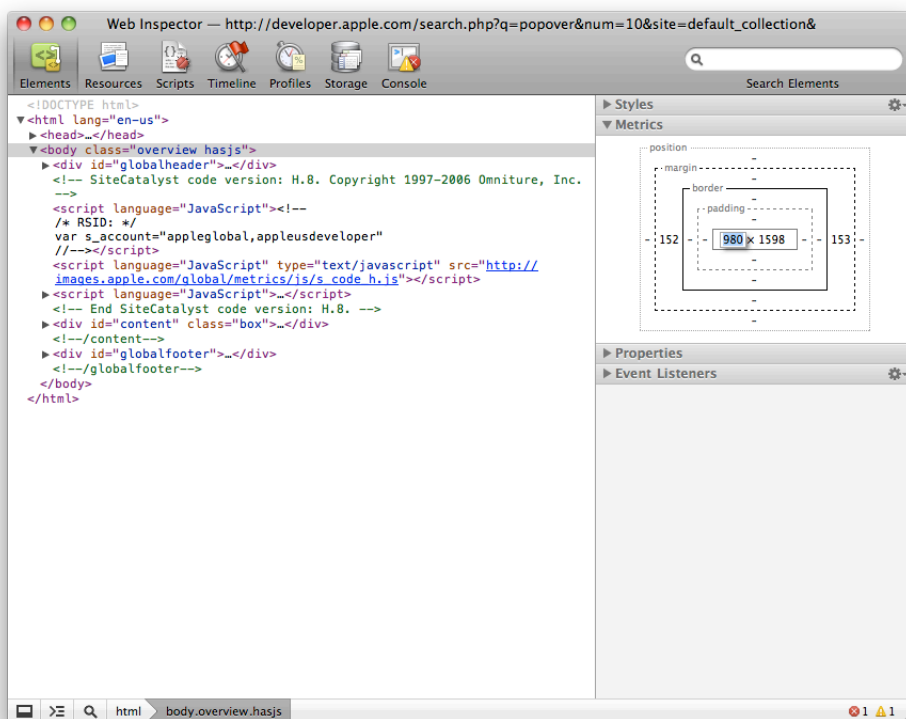 Web Inspector — http://developer.apple.com/search.php?q=popover&num=10&site=default_collection&
Elements Resources Scripts Timeline Profiles Storage Console Search Elements
<!DOCTYPE html>
▼<html lang="en-us">
▶<head>…</head>
▼<body class="overview hasjs">
▶<div id="globalheader">…</div>
<!-- SiteCatalyst code version: H.8. Copyright 1997-2006 Omniture, Inc.
-->
<script language="JavaScript"><!--
/* RSID: */
var s_account="appleglobal,appleusdeveloper"
//--></script>
<script language="JavaScript" type="text/javascript" src="http://
images.apple.com/global/metrics/js/s_code_h.js"></script>
▶<script language="JavaScript">…</script>
<!-- End SiteCatalyst code version: H.8. -->
▶<div id="content" class="box">…</div>
<!--/content-->
▶<div id="globalfooter">…</div>
<!--/globalfooter-->
</body>
</html>
▶ Styles
▼ Metrics
position
-
margin
-
border
-
padding
-
- 152 - - 980 × 1598 - - 153 -
-
-
-
-
▶ Properties
▶ Event Listeners
html body.overview.hasjs 1 1